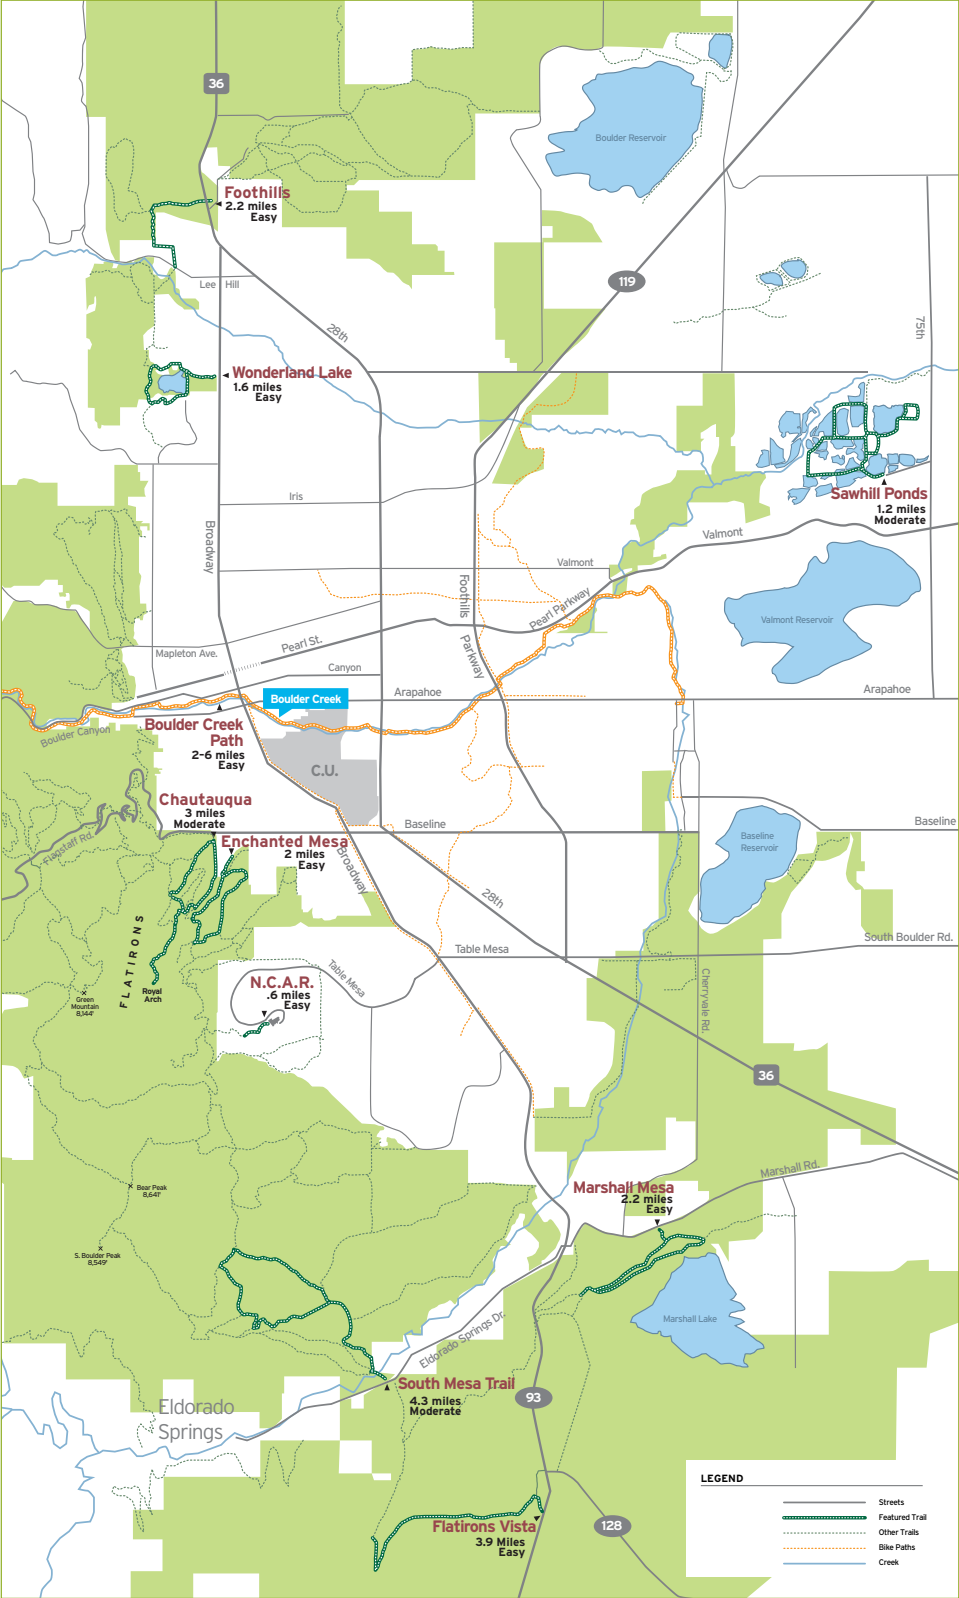 36
Boulder Reservoir
Foothills
2.2 miles
Easy
119
Lee Hill
28th
75th
Wonderland Lake
1.6 miles
Easy
Sawhill Ponds
1.2 miles
Moderate
Iris
Broadway
Valmont
Valmont
Foothills
Parkway
Pearl Parkway
Valmont Reservoir
Pearl St.
Mapleton Ave.
Canyon
Arapahoe
Arapahoe
Boulder Creek
Boulder Canyon
Boulder Creek
Path
2-6 miles
Easy
C.U.
Chautauqua
3 miles
Moderate
Baseline
Baseline
Baseline
Reservoir
Enchanted Mesa
2 miles
Easy
Flagstaff Rd.
Broadway
28th
FLATIRONS
Table Mesa
South Boulder Rd.
Table Mesa
N.C.A.R.
.6 miles
Easy
Royal
Arch
Green
Mountain
8,144'
Cherryvale Rd.
36
Marshall Rd.
Marshall Mesa
2.2 miles
Easy
Bear Peak
8,641'
S. Boulder Peak
8,549'
Marshall Lake
Eldorado Springs Dr.
South Mesa Trail
4.3 miles
Moderate
93
Eldorado
Springs
Flatirons Vista
3.9 Miles
Easy
128
LEGEND
Streets
Featured Trail
Other Trails
Bike Paths
Creek